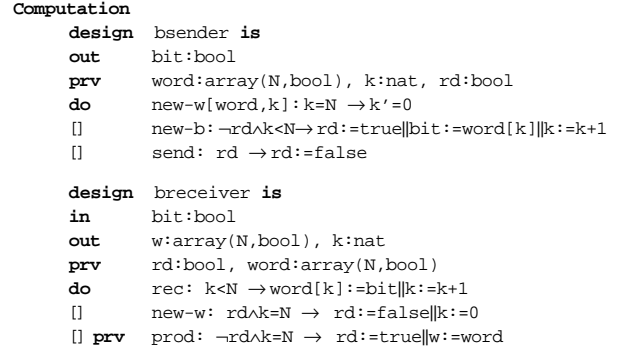 Computation
design bsender is
out bit:bool
prv word:array(N,bool), k:nat, rd:bool
do new-w[word,k]:k=N →k'=0
[] new-b:¬rd∧k<N→rd:=true‖bit:=word[k]‖k:=k+1
[] send: rd →rd:=false
design breceiver is
in bit:bool
out w:array(N,bool), k:nat
prv rd:bool, word:array(N,bool)
do rec: k<N →word[k]:=bit‖k:=k+1
[] new-w: rd∧k=N → rd:=false‖k:=0
[] prv prod: ¬rd∧k=N → rd:=true‖w:=word